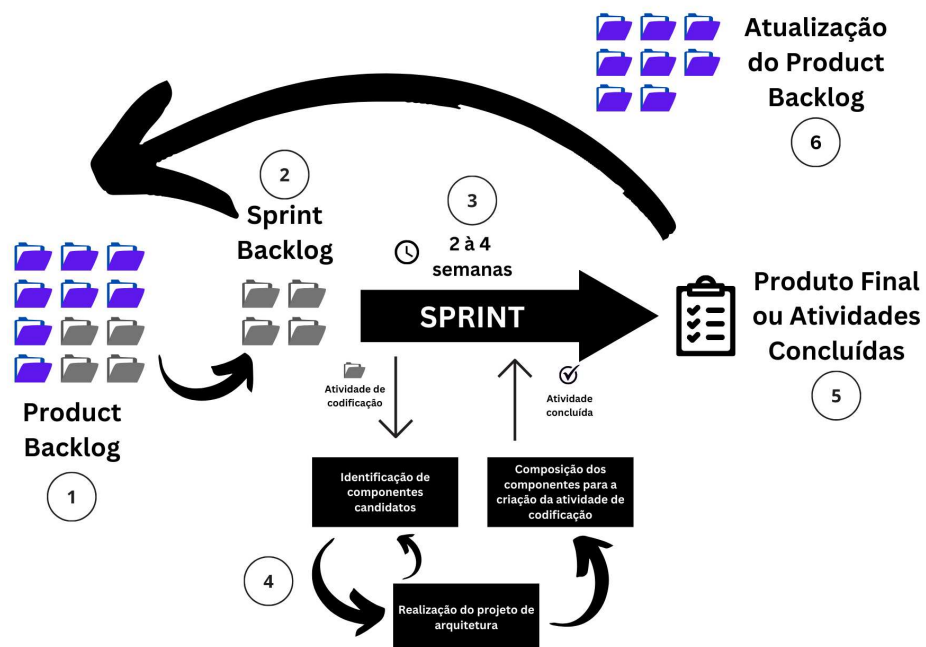 Atualização
do Product
Backlog
6
2
Sprint
Backlog
3
2 à 4
semanas
SPRINT
Produto Final
ou Atividades
Concluídas
5
Product
Backlog
1
Atividade de
codificação
Atividade
concluída
Identificação de
componentes
candidatos
Composição dos
componentes para a
criação da atividade de
codificação
4
Realização do projeto de
arquitetura